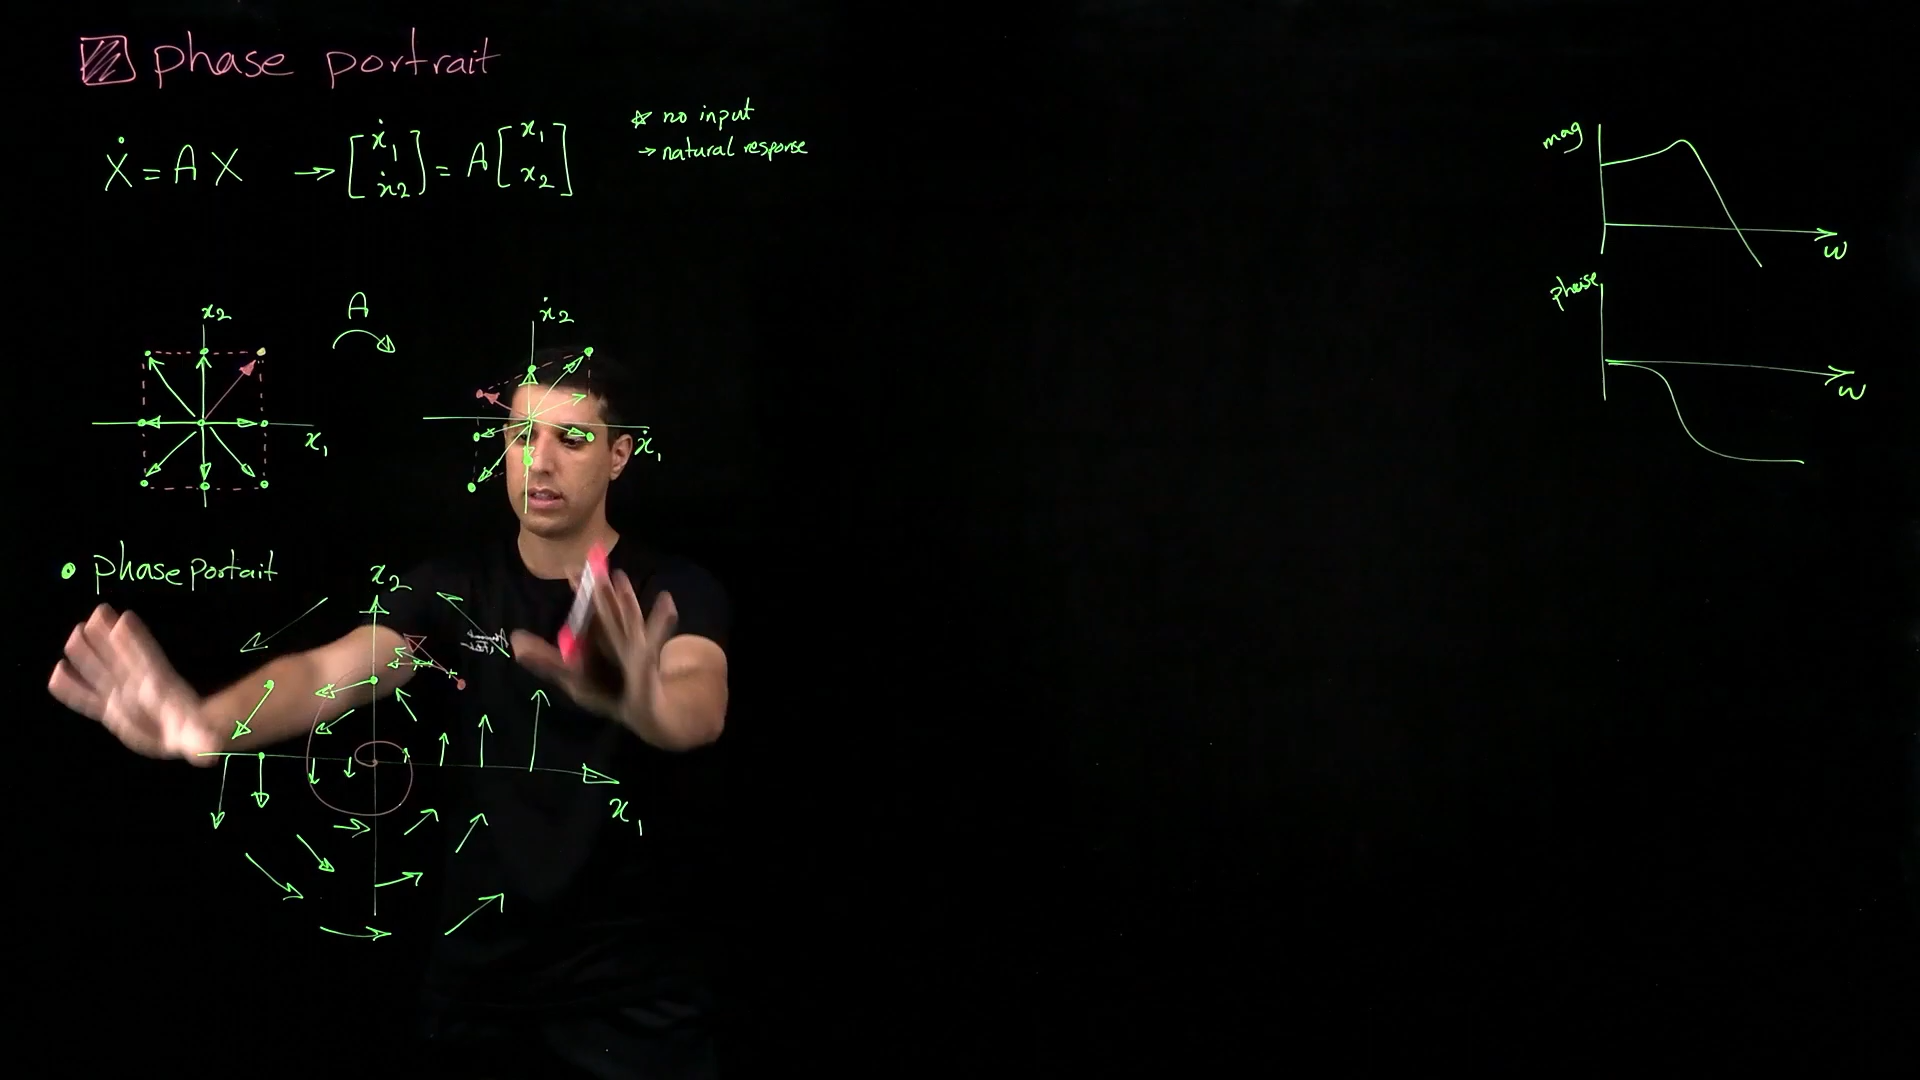 phase portrait
Ẋ = A X → [ẋ₁ ẋ₂] = A [x₁ x₂]
☆ no input
→ natural response
mag
ω
phase
ω
x₂
A
ẋ₂
x₁
ẋ₁
• phase portait
x₂
x₁